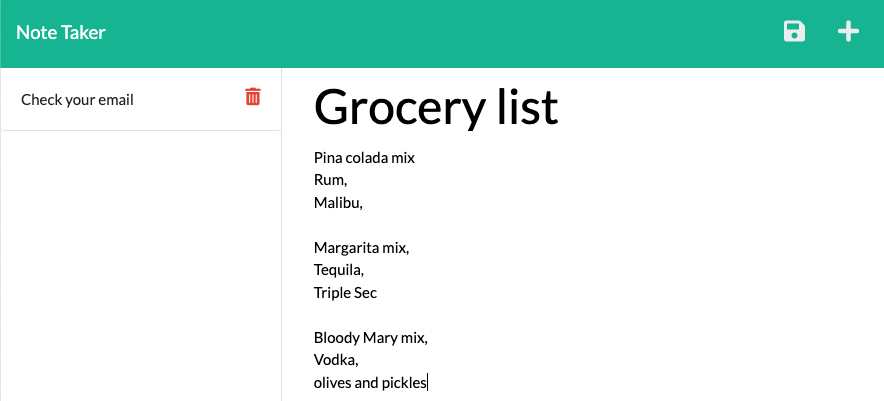 Note Taker
Check your email
Grocery list
Pina colada mix
Rum,
Malibu,
Margarita mix,
Tequila,
Triple Sec
Bloody Mary mix,
Vodka,
olives and pickles